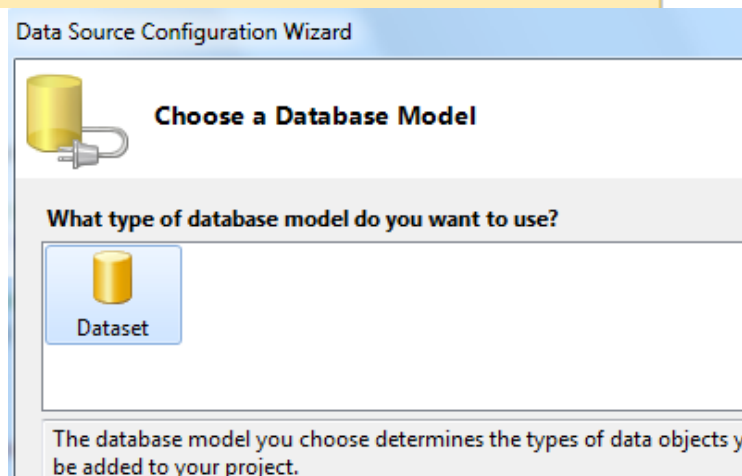 Data Source Configuration Wizard
Choose a Database Model
What type of database model do you want to use?
Dataset
The database model you choose determines the types of data objects y
be added to your project.